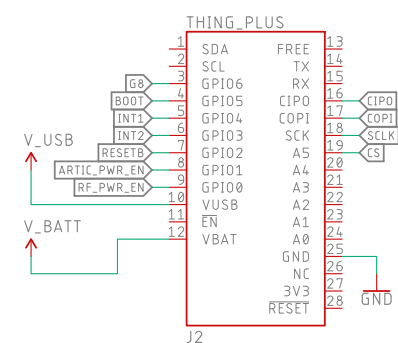 THING_PLUS
1 SDA FREE 13
2 SCL TX 14
G8 3 GPIO6 RX 15
BOOT 4 GPIO5 CIPO 16 CIPO
INT1 5 GPIO4 COPI 17 COPI
INT2 6 GPIO3 SCK 18 SCLK
V_USB RESETB 7 GPIO2 A5 19 CS
ARTIC_PWR_EN 8 GPIO1 A4 20
RF_PWR_EN 9 GPIO0 A3 21
10 VUSB A2 22
11 EN A1 23
V_BATT 12 VBAT A0 24
GND 25
NC 26
3V3 27 GND
RESET 28
J2